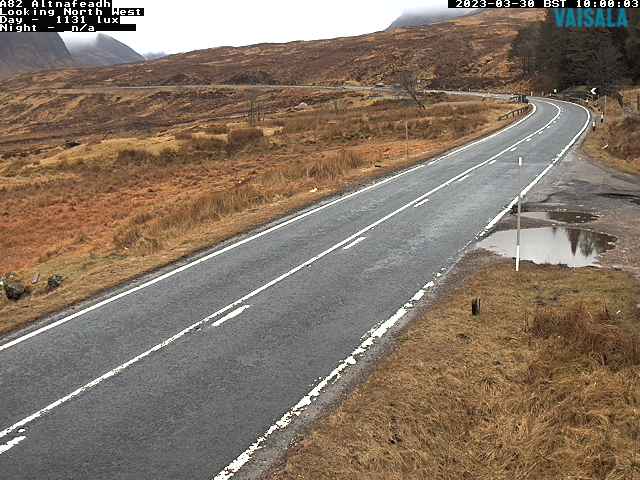 A82 Altnafeadh
Looking North West
Day - 1131 lux
Night - n/a
2023-03-30 BST 10:00:03
VAISALA